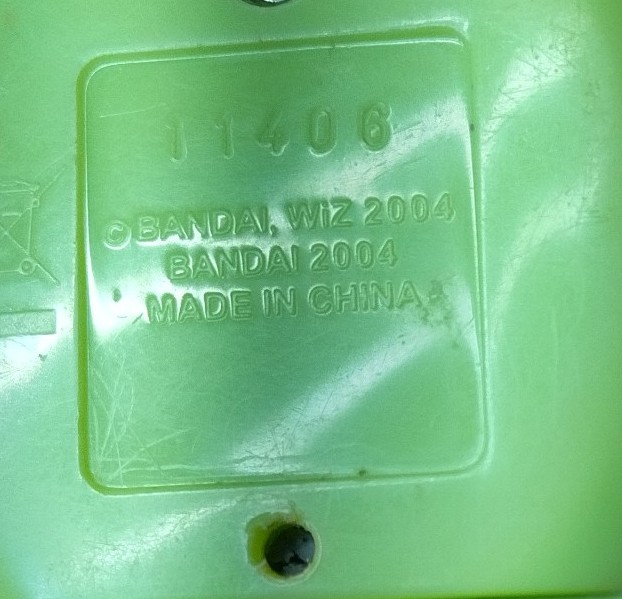 11406
©BANDAI, WiZ 2004
BANDAI 2004
MADE IN CHINA